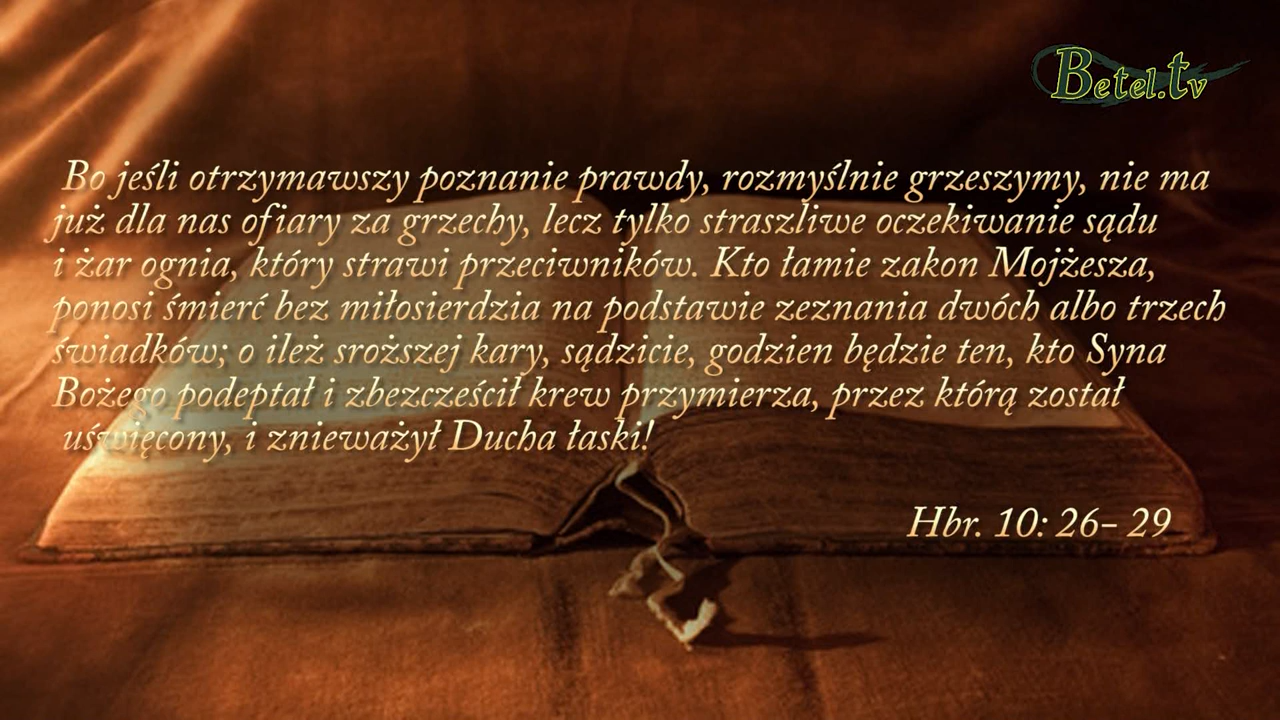 Betel.tv
Bo jeśli otrzymawszy poznanie prawdy, rozmyślnie grzeszymy, nie ma
już dla nas ofiary za grzechy, lecz tylko straszliwe oczekiwanie sądu
i żar ognia, który strawi przeciwników. Kto łamie zakon Mojżesza,
ponosi śmierć bez miłosierdzia na podstawie zeznania dwóch albo trzech
świadków; o ileż sroższej kary, sądzicie, godzien będzie ten, kto Syna
Bożego podeptał i zbezcześcił krew przymierza, przez którą został
uświęcony, i znieważył Ducha łaski!
Hbr. 10: 26- 29